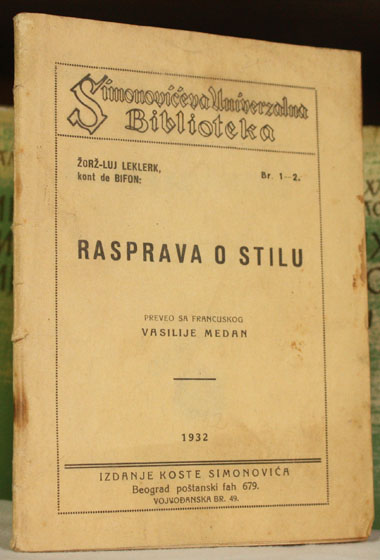 Simonovićeva Univerzalna
Biblioteka
ŽORŽ-LUJ LEKLERK,
kont de BIFON:
Br. 1—2.
RASPRAVA O STILU
PREVEO SA FRANCUSKOG
VASILIJE MEDAN
1932
IZDANJE KOSTE SIMONOVIĆA
Beograd poštanski fah 679.
VOJVOĐANSKA BR. 49.